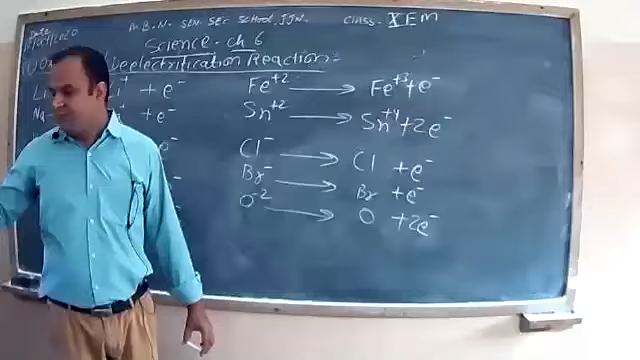 Date M.B.N. SEN. SEC SCHOOL, JJN. Class- X EM
Science- ch 6
Deelectrification Reaction:-
Li⁺ + e⁻ Fe⁺² → Fe⁺³ + e⁻
Na + e⁻ Sn⁺² → Sn⁺⁴ + 2e⁻
e⁻ Cl⁻ → Cl + e⁻
Br⁻ → Br + e⁻
O⁻² → O + 2e⁻